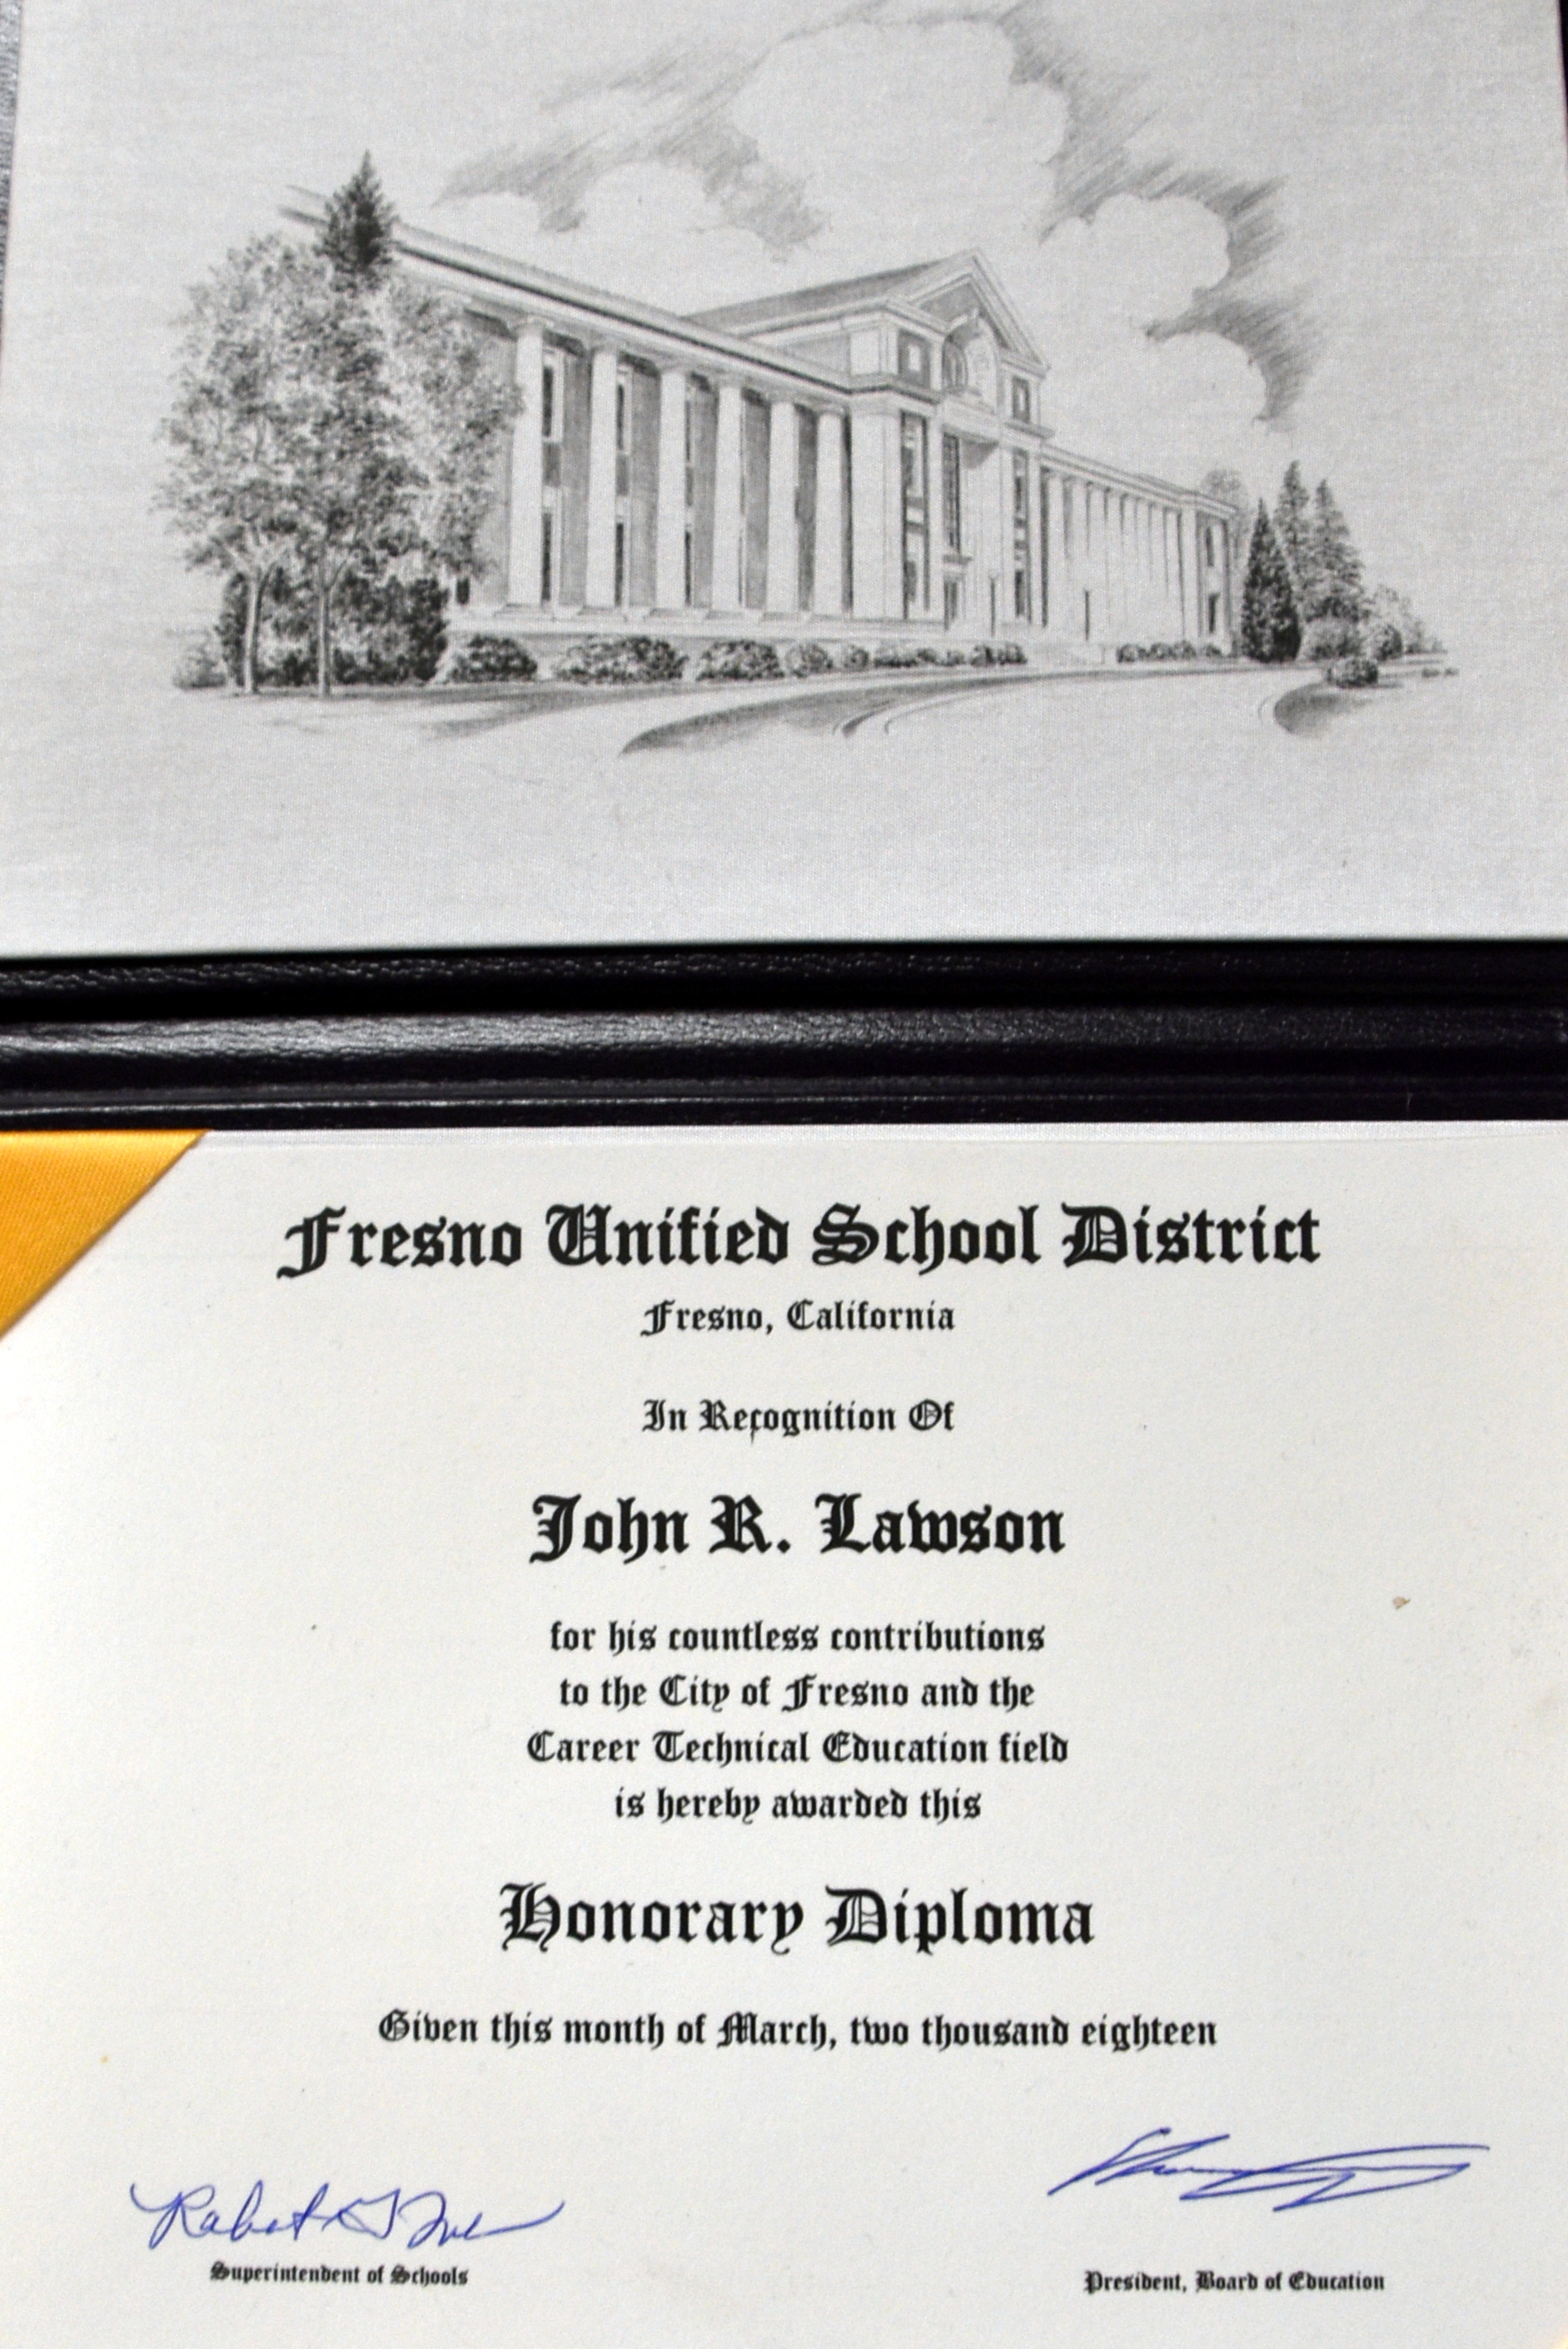 Fresno Unified School District
Fresno, California
In Recognition Of
John R. Lawson
for his countless contributions
to the City of Fresno and the
Career Technical Education field
is hereby awarded this
Honorary Diploma
Given this month of March, two thousand eighteen
Robert G. Nel
Superintendent of Schools
President, Board of Education